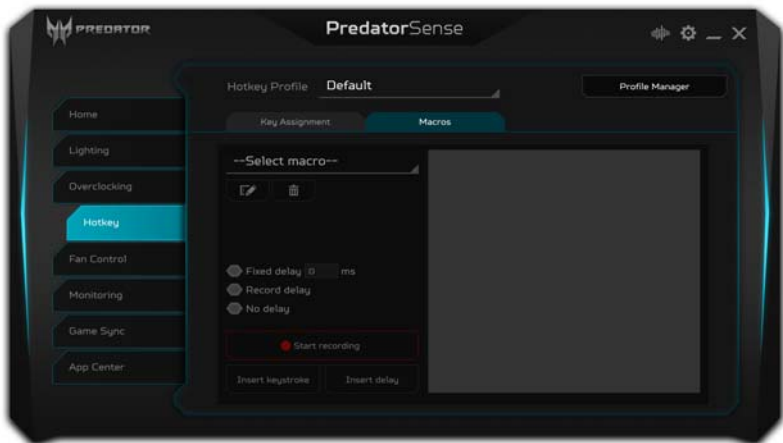 PREDATOR
PredatorSense
Hotkey Profile Default
Profile Manager
Key Assignment
Macros
Home
Lighting
Overclocking
Hotkey
Fan Control
Monitoring
Game Sync
App Center
--Select macro--
Fixed delay 0 ms
Record delay
No delay
Start recording
Insert keystroke
Insert delay